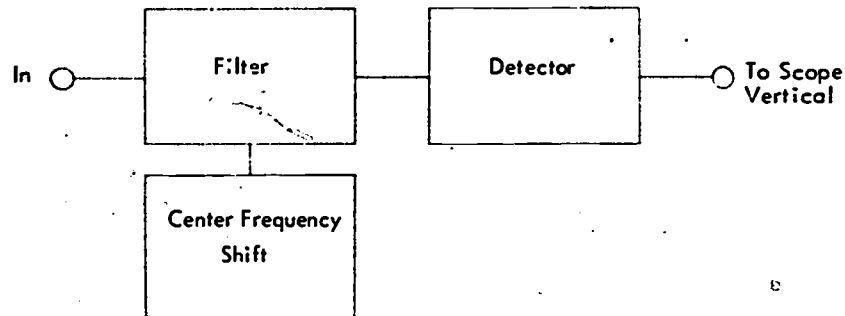 In
Filter
Detector
To Scope
Vertical
Center Frequency
Shift